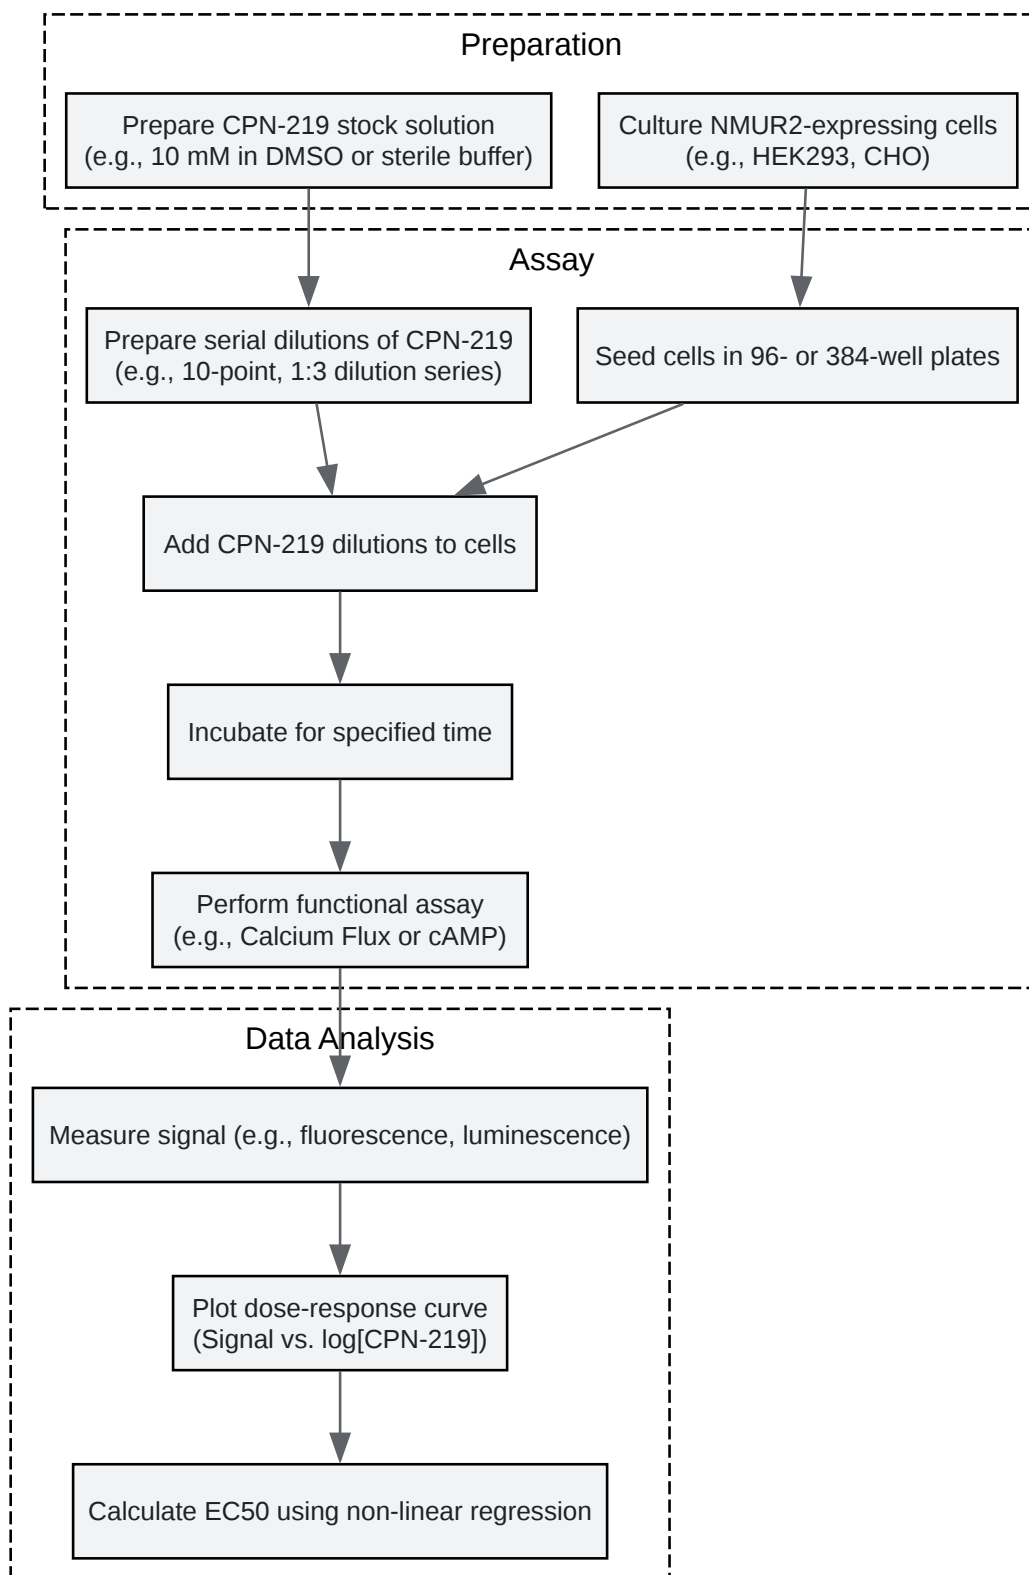 Preparation
Prepare CPN-219 stock solution
(e.g., 10 mM in DMSO or sterile buffer)
Culture NMUR2-expressing cells
(e.g., HEK293, CHO)
Assay
Prepare serial dilutions of CPN-219
(e.g., 10-point, 1:3 dilution series)
Seed cells in 96- or 384-well plates
Add CPN-219 dilutions to cells
Incubate for specified time
Perform functional assay
(e.g., Calcium Flux or cAMP)
Data Analysis
Measure signal (e.g., fluorescence, luminescence)
Plot dose-response curve
(Signal vs. log[CPN-219])
Calculate EC50 using non-linear regression